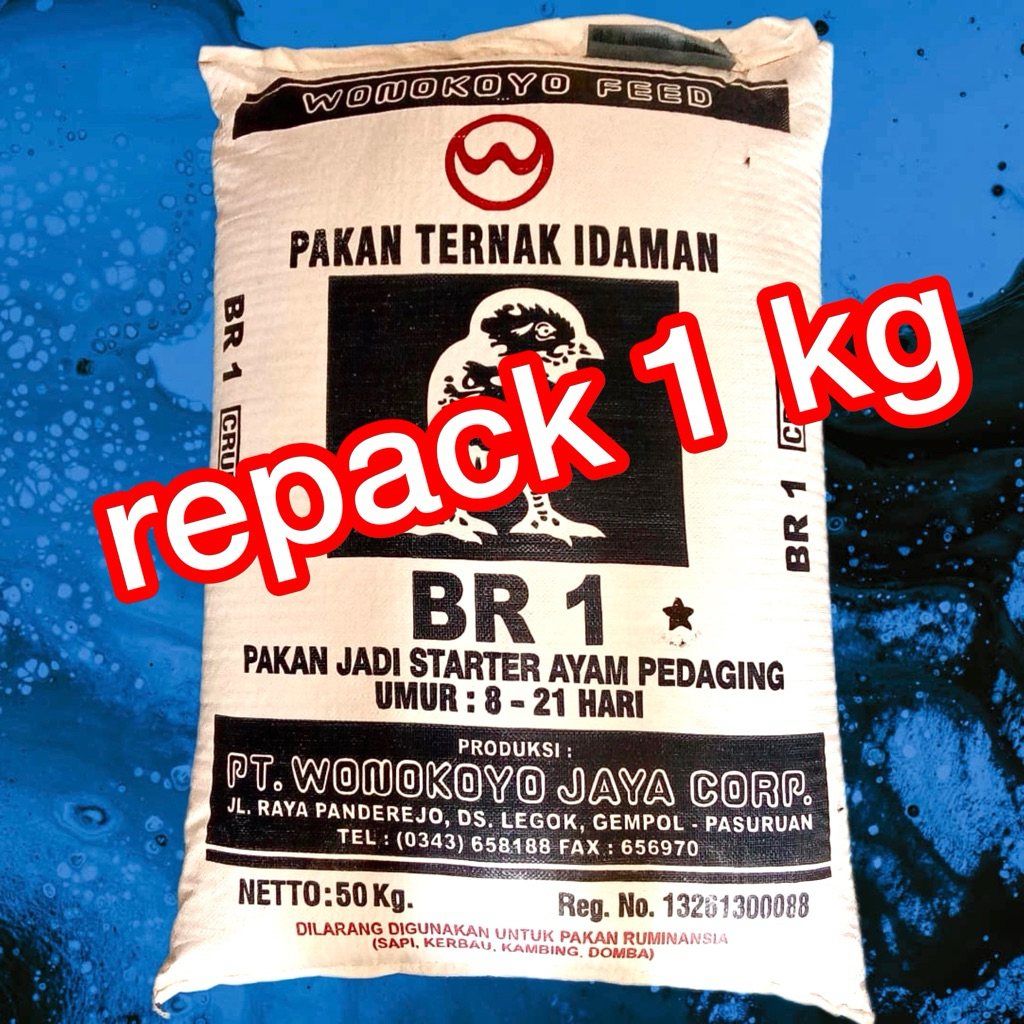 WONOKOYO FEED
PAKAN TERNAK IDAMAN
BR 1
CRU
repack 1 kg
BR 1
BR 1
PAKAN JADI STARTER AYAM PEDAGING
UMUR : 8 - 21 HARI
PRODUKSI :
PT. WONOKOYO JAYA CORP.
JL. RAYA PANDEREJO, DS. LEGOK, GEMPOL - PASURUAN
TEL : (0343) 658188 FAX : 656970
NETTO : 50 Kg.
Reg. No. 13261300088
DILARANG DIGUNAKAN UNTUK PAKAN RUMINANSIA
(SAPI, KERBAU, KAMBING, DOMBA)